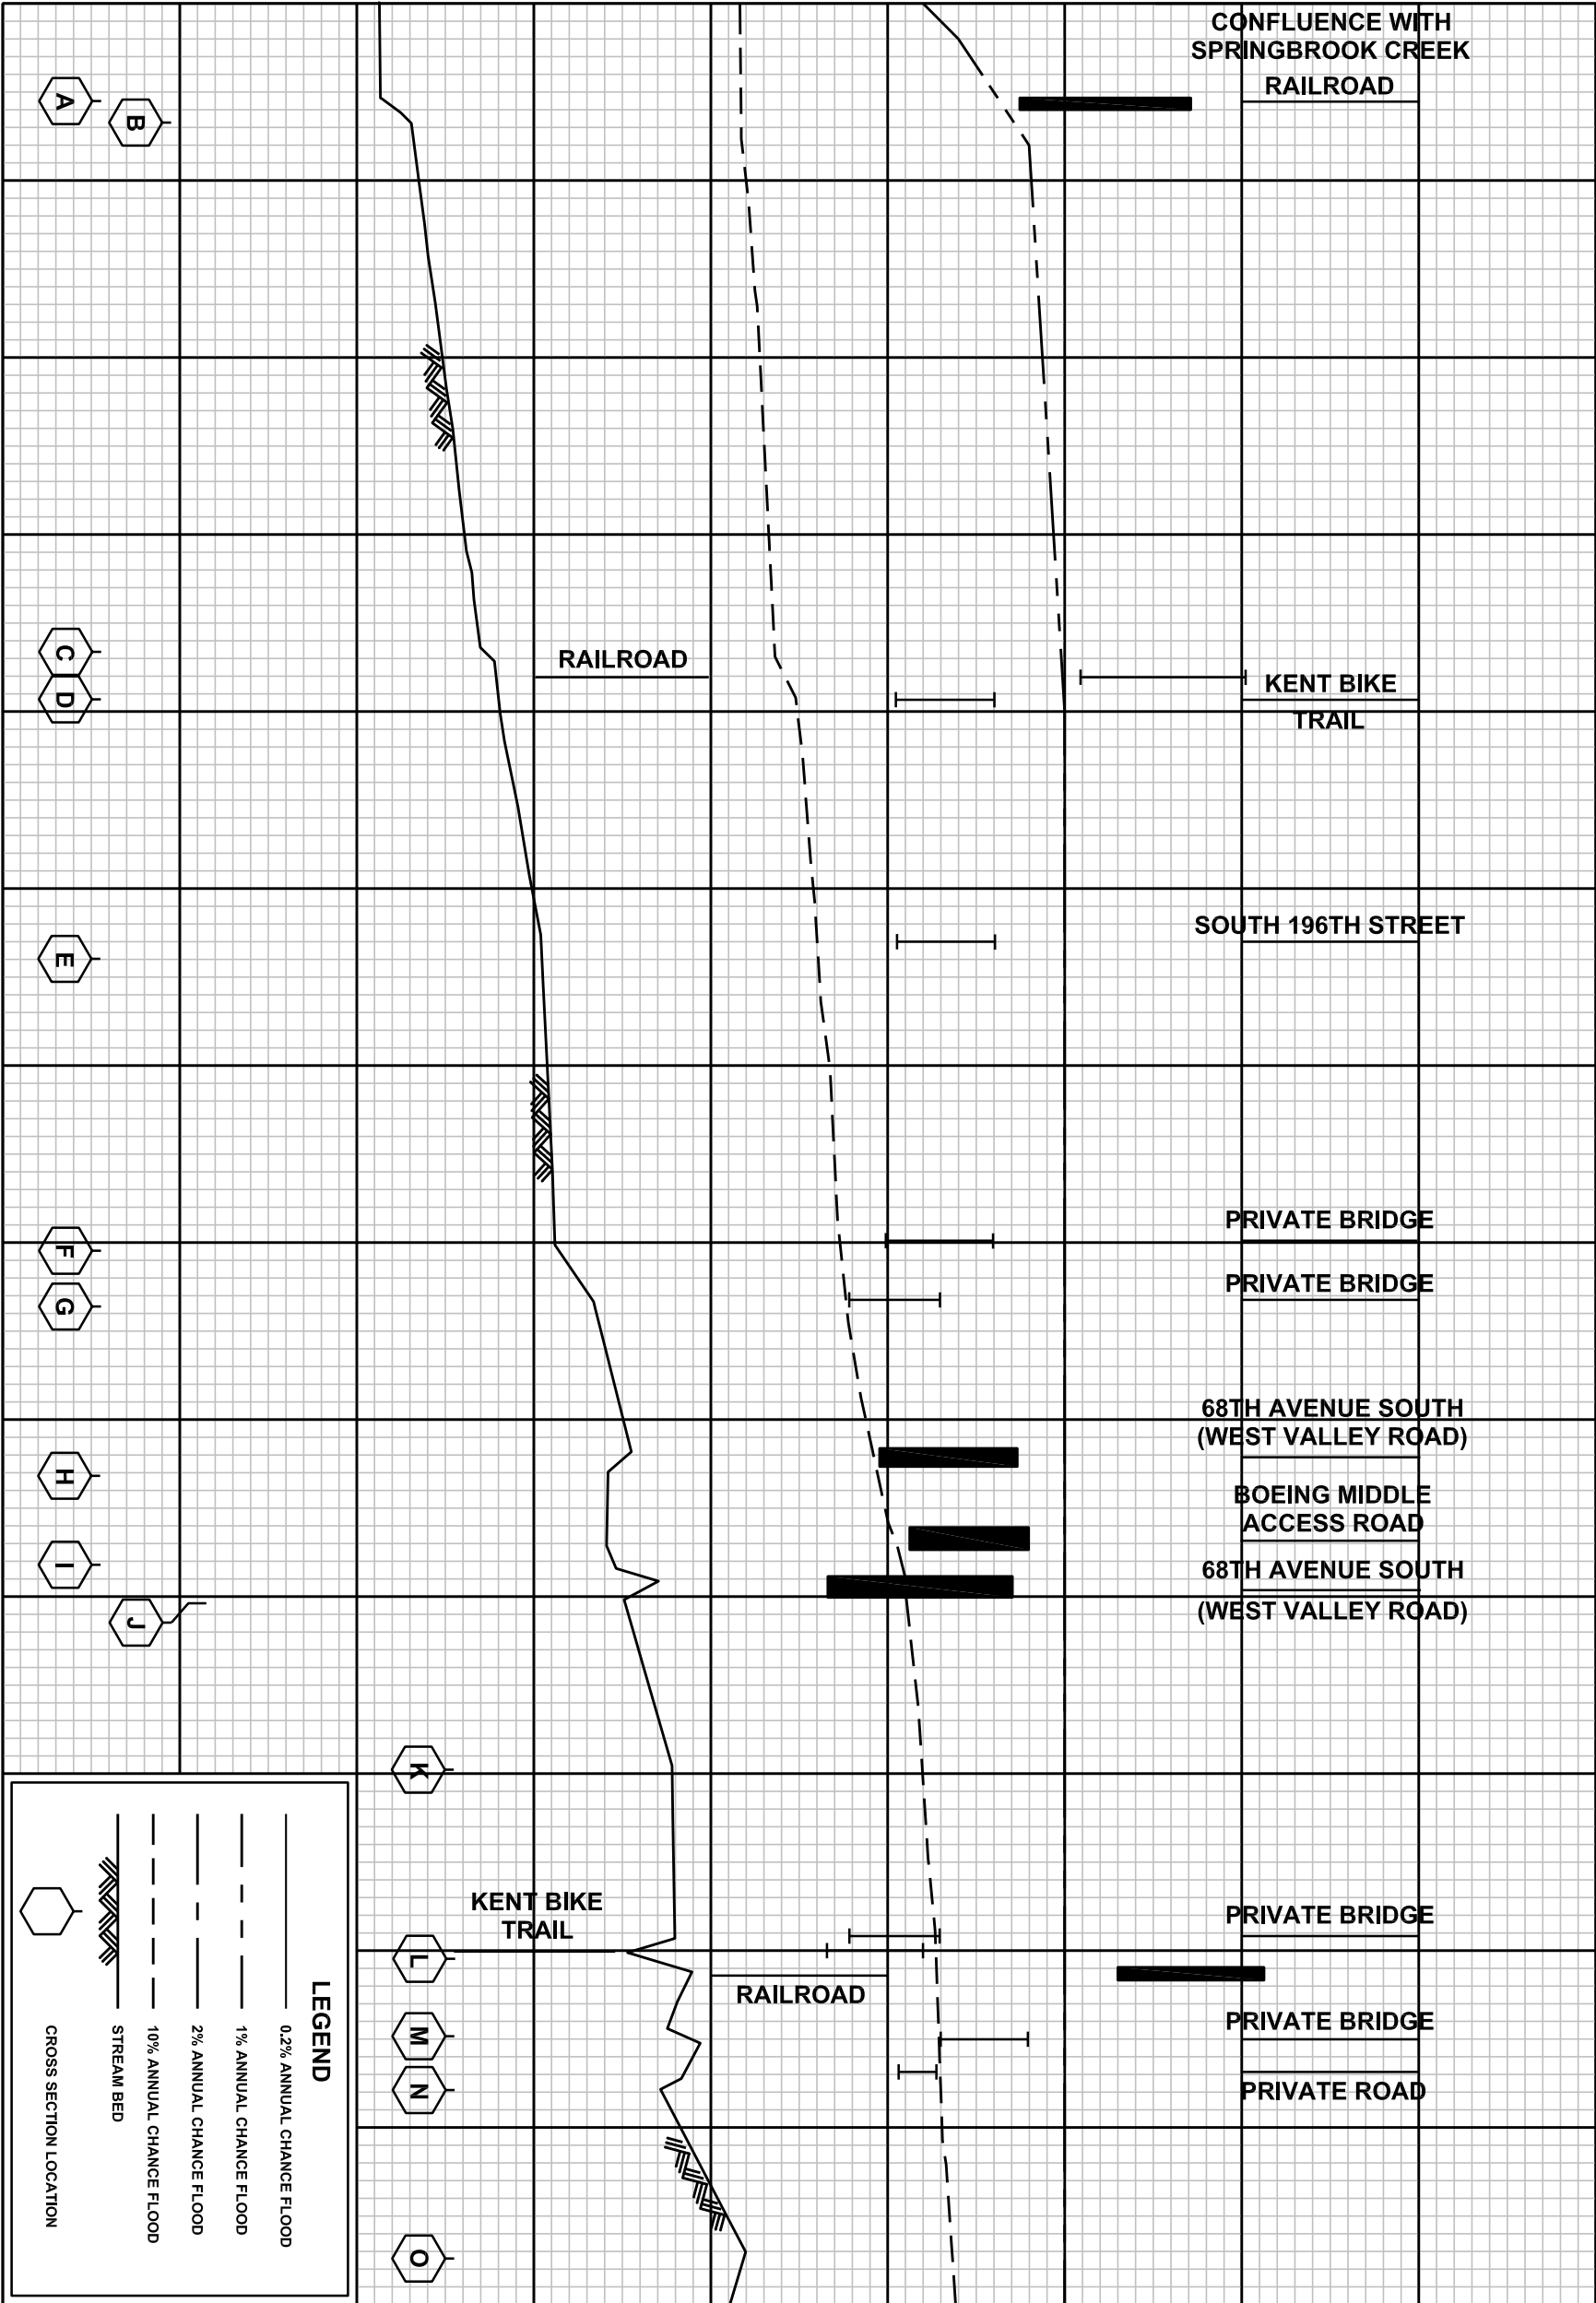 CONFLUENCE WITH
SPRINGBROOK CREEK
RAILROAD
A
B
RAILROAD
KENT BIKE
TRAIL
C
D
SOUTH 196TH STREET
E
PRIVATE BRIDGE
F
PRIVATE BRIDGE
G
68TH AVENUE SOUTH
(WEST VALLEY ROAD)
H
BOEING MIDDLE
ACCESS ROAD
I
68TH AVENUE SOUTH
(WEST VALLEY ROAD)
J
K
KENT BIKE
TRAIL
PRIVATE BRIDGE
L
RAILROAD
PRIVATE BRIDGE
M
PRIVATE ROAD
N
O
LEGEND
0.2% ANNUAL CHANCE FLOOD
1% ANNUAL CHANCE FLOOD
2% ANNUAL CHANCE FLOOD
10% ANNUAL CHANCE FLOOD
STREAM BED
CROSS SECTION LOCATION